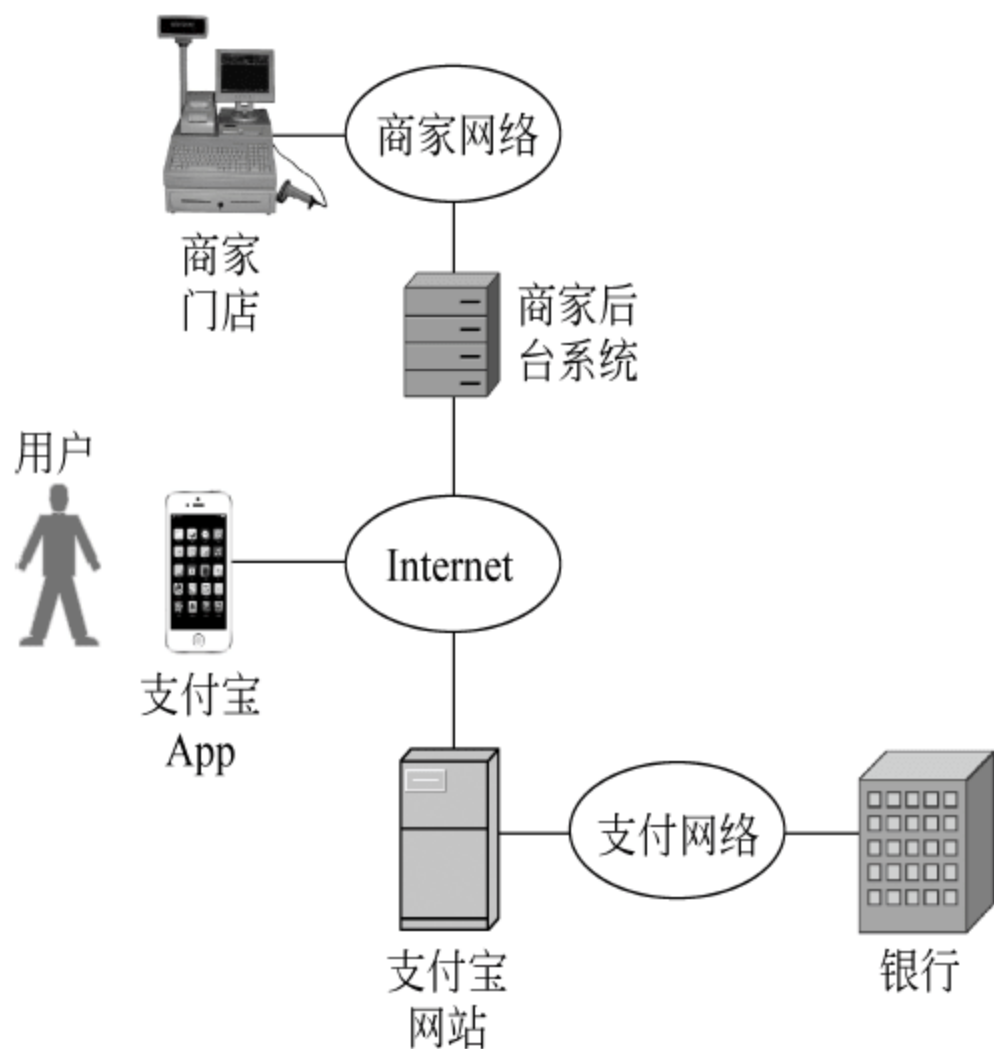 商家网络
商家
门店
商家后
台系统
用户
Internet
支付宝
App
支付网络
支付宝
网站
银行